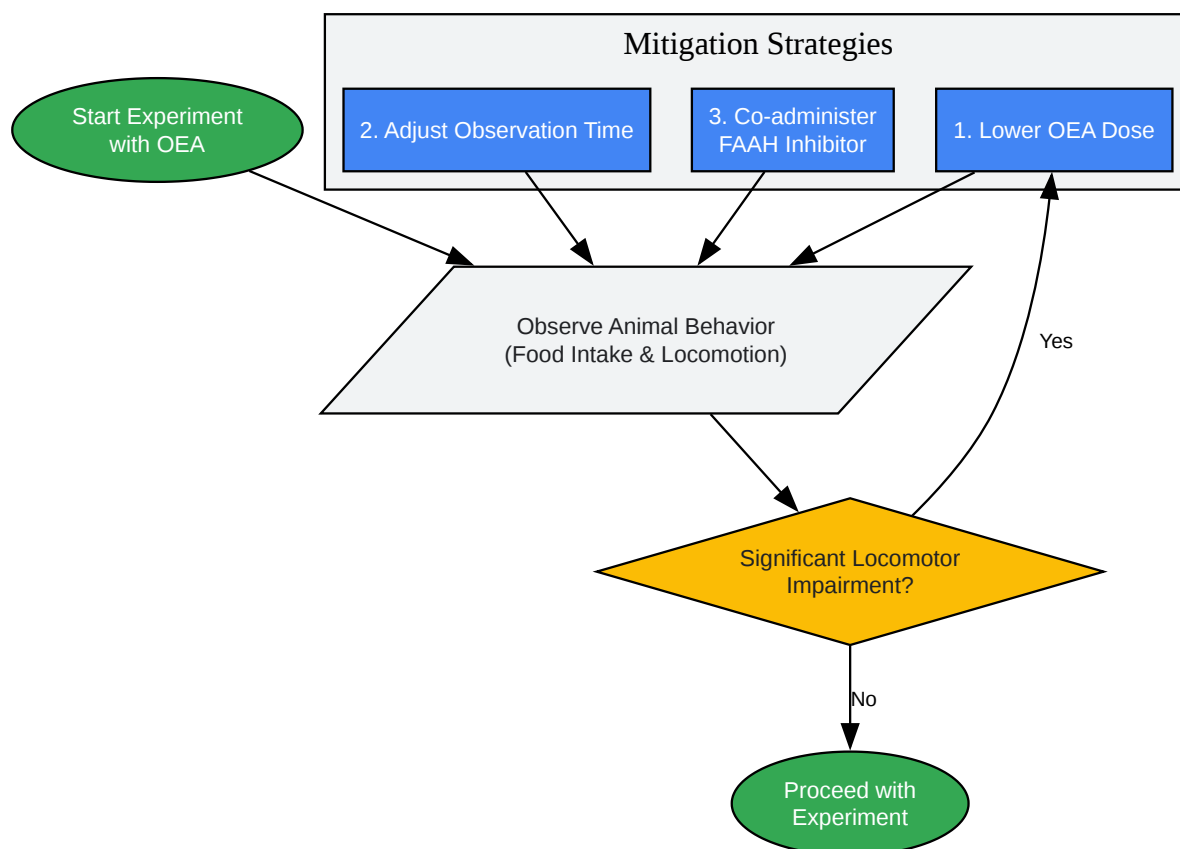 Mitigation Strategies
Start Experiment
with OEA
2. Adjust Observation Time
3. Co-administer
FAAH Inhibitor
1. Lower OEA Dose
Observe Animal Behavior
(Food Intake & Locomotion)
Yes
Significant Locomotor
Impairment?
No
Proceed with
Experiment